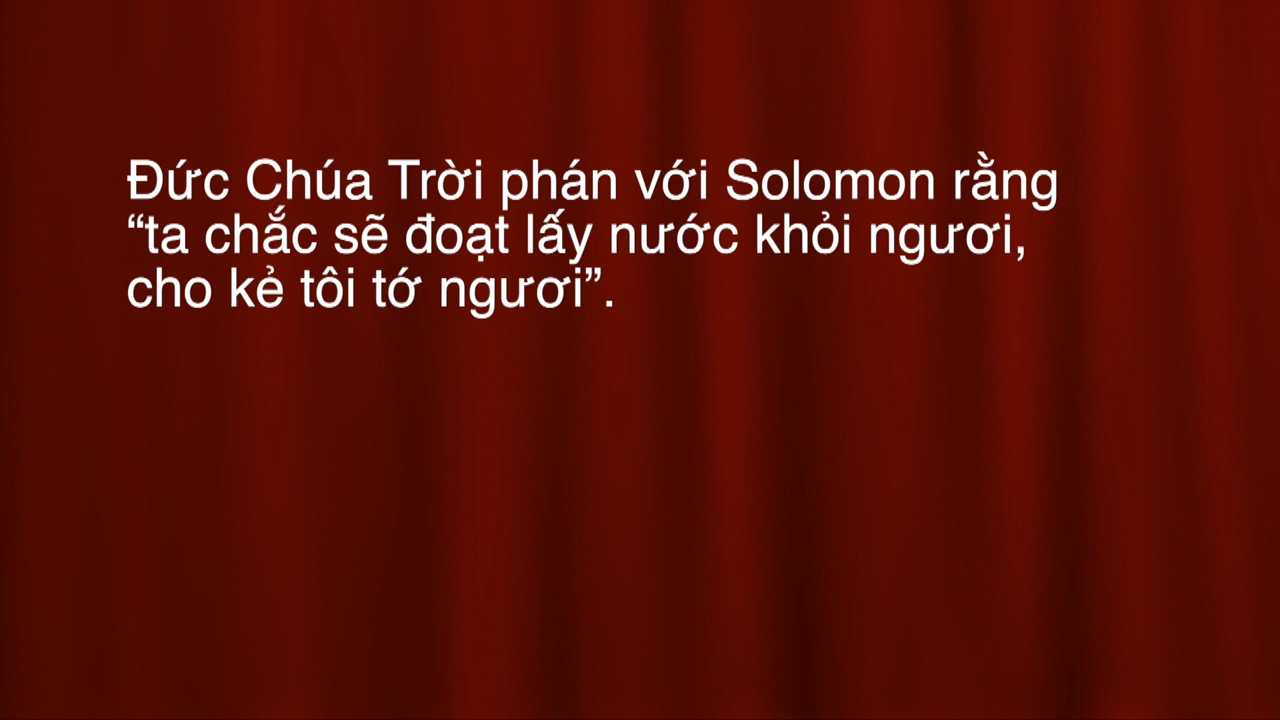 Đức Chúa Trời phán với Solomon rằng
“ta chắc sẽ đoạt lấy nước khỏi ngươi,
cho kẻ tôi tớ ngươi”.